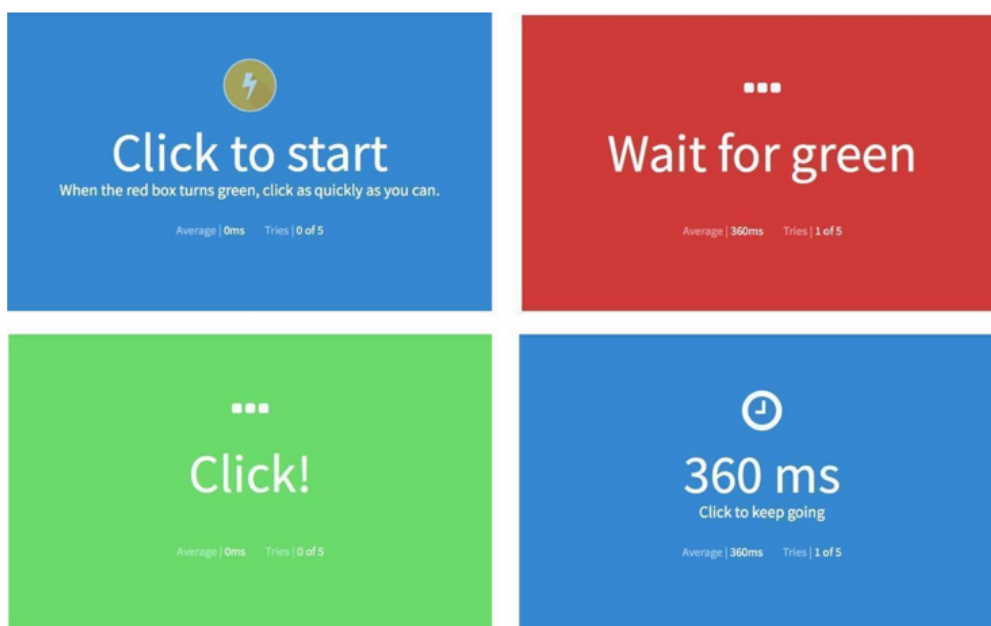 Click to start
When the red box turns green, click as quickly as you can.
Average | 0ms Tries | 0 of 5
Wait for green
Average | 360ms Tries | 1 of 5
Click!
Average | 0ms Tries | 0 of 5
360 ms
Click to keep going
Average | 360ms Tries | 1 of 5